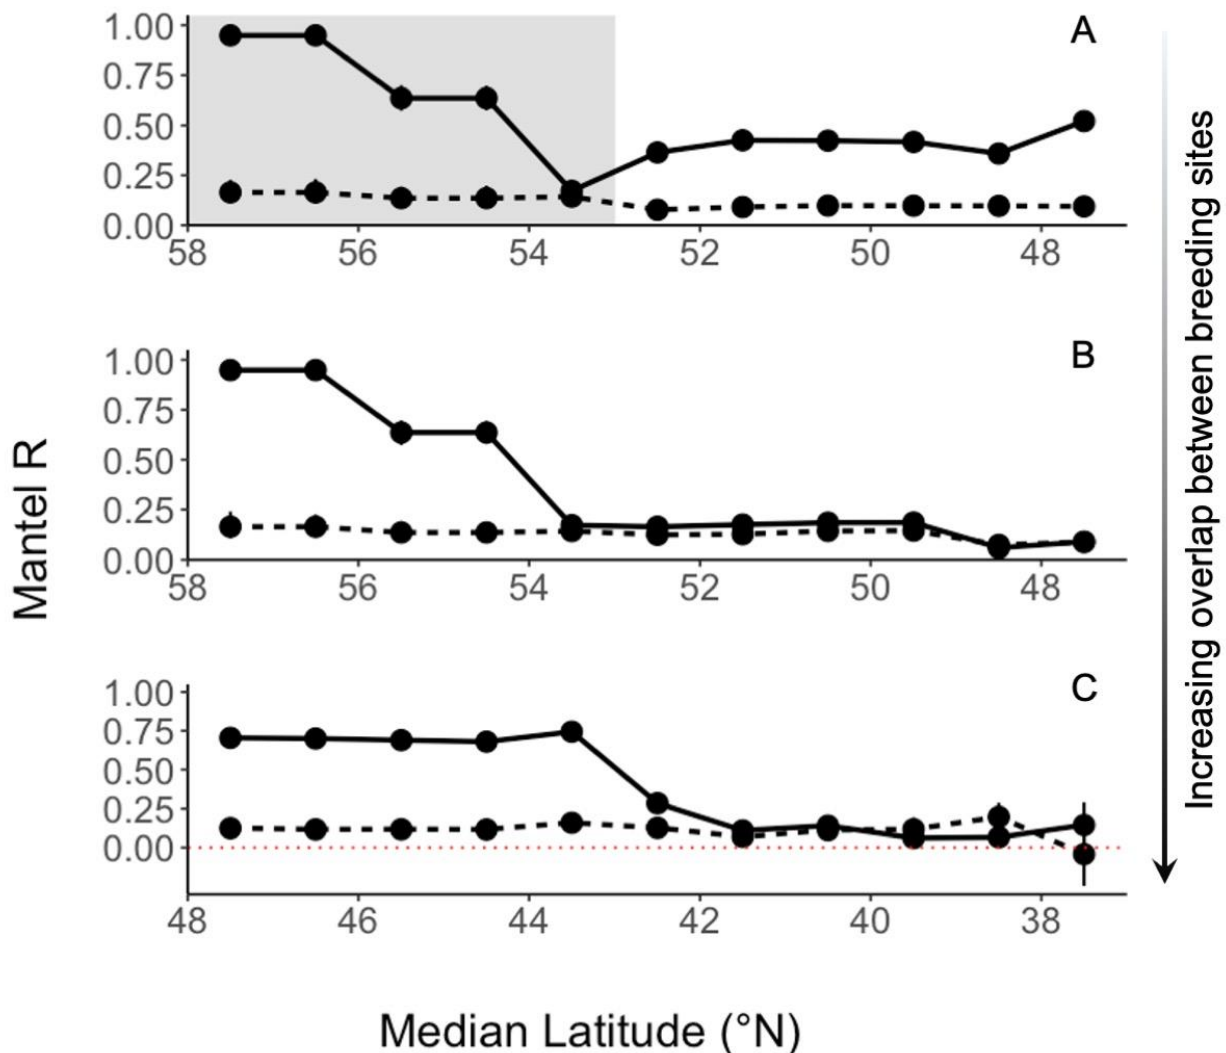 A
1.00
0.75
0.50
0.25
0.00
58 56 54 52 50 48
B
1.00
0.75
0.50
0.25
0.00
58 56 54 52 50 48
C
1.00
0.75
0.50
0.25
0.00
48 46 44 42 40 38
Mantel R
Median Latitude (°N)
Increasing overlap between breeding sites